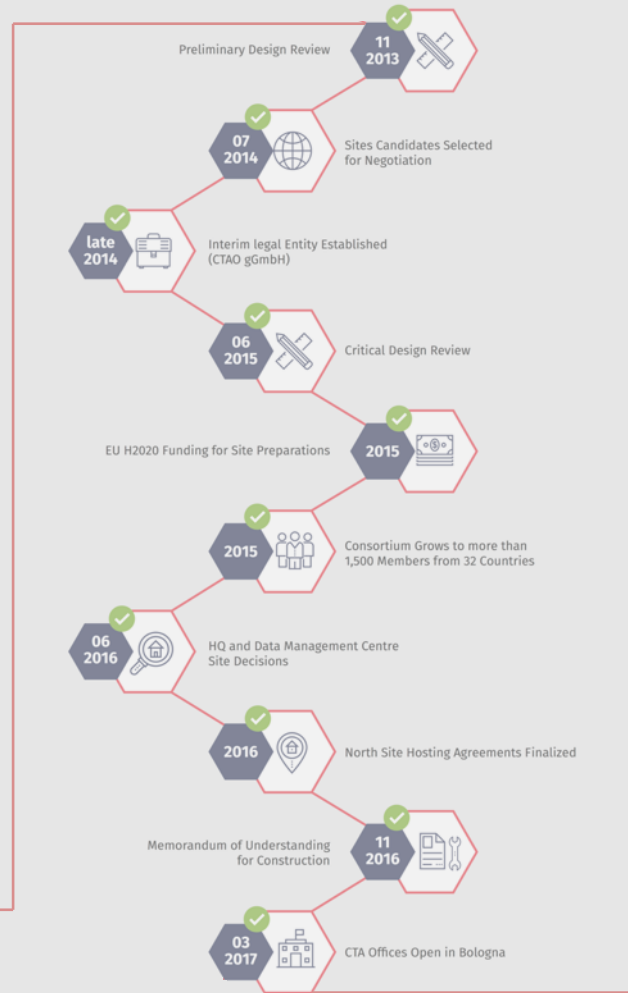 Preliminary Design Review
11
2013
07
2014
Sites Candidates Selected
for Negotiation
late
2014
Interim legal Entity Established
(CTAO gGmbH)
06
2015
Critical Design Review
EU H2020 Funding for Site Preparations
2015
2015
Consortium Grows to more than
1,500 Members from 32 Countries
06
2016
HQ and Data Management Centre
Site Decisions
2016
North Site Hosting Agreements Finalized
Memorandum of Understanding
for Construction
11
2016
03
2017
CTA Offices Open in Bologna